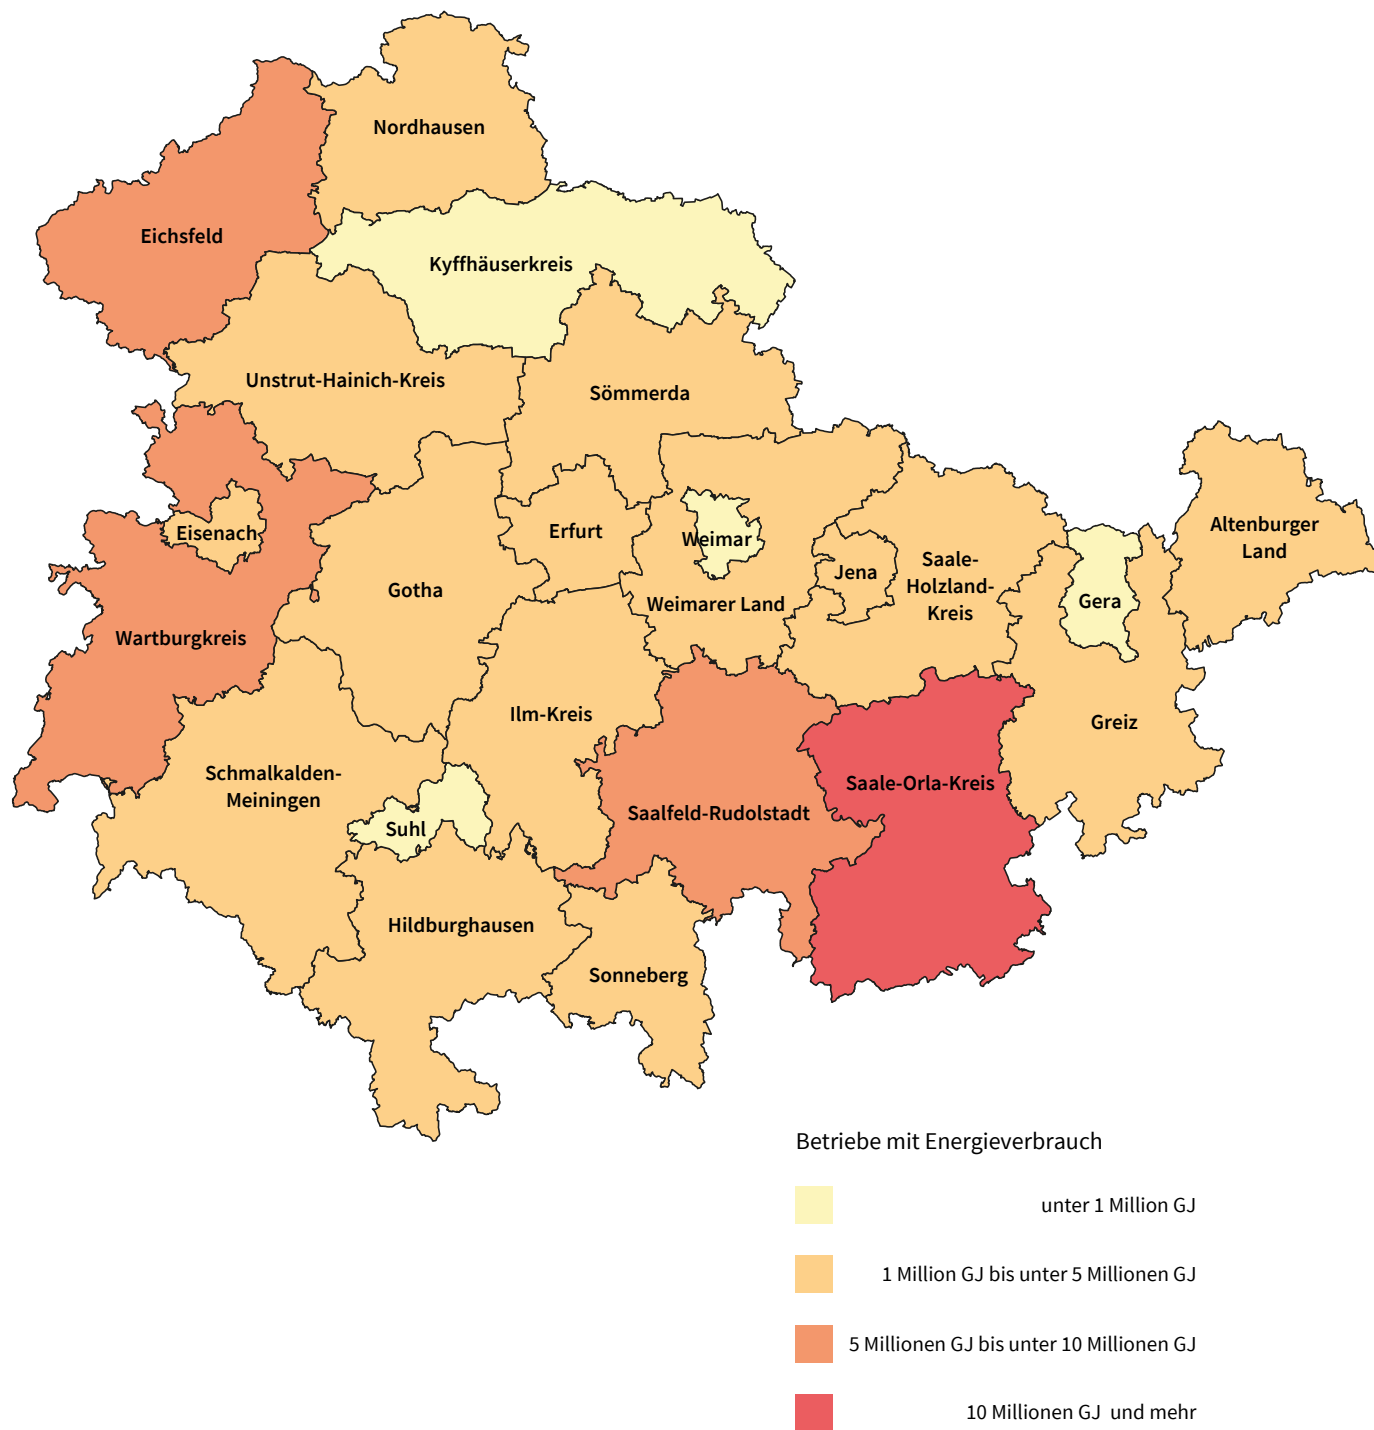 Nordhausen
Eichsfeld
Kyffhäuserkreis
Unstrut-Hainich-Kreis
Sömmerda
Eisenach
Erfurt
Weimar
Altenburger
Land
Gotha
Jena
Saale-
Holzland-
Kreis
Gera
Weimarer Land
Wartburgkreis
Ilm-Kreis
Greiz
Schmalkalden-
Meiningen
Saale-Orla-Kreis
Suhl
Saalfeld-Rudolstadt
Hildburghausen
Sonneberg
Betriebe mit Energieverbrauch
unter 1 Million GJ
1 Million GJ bis unter 5 Millionen GJ
5 Millionen GJ bis unter 10 Millionen GJ
10 Millionen GJ und mehr